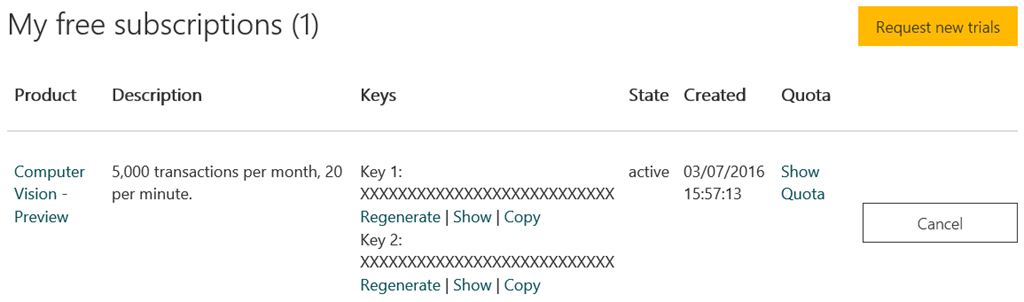 My free subscriptions (1)
Request new trials
Product Description Keys State Created Quota
Computer Vision - Preview
5,000 transactions per month, 20 per minute.
Key 1:
XXXXXXXXXXXXXXXXXXXXXXXXXXX
Regenerate | Show | Copy
Key 2:
XXXXXXXXXXXXXXXXXXXXXXXXXXX
Regenerate | Show | Copy
active
03/07/2016
15:57:13
Show
Quota
Cancel